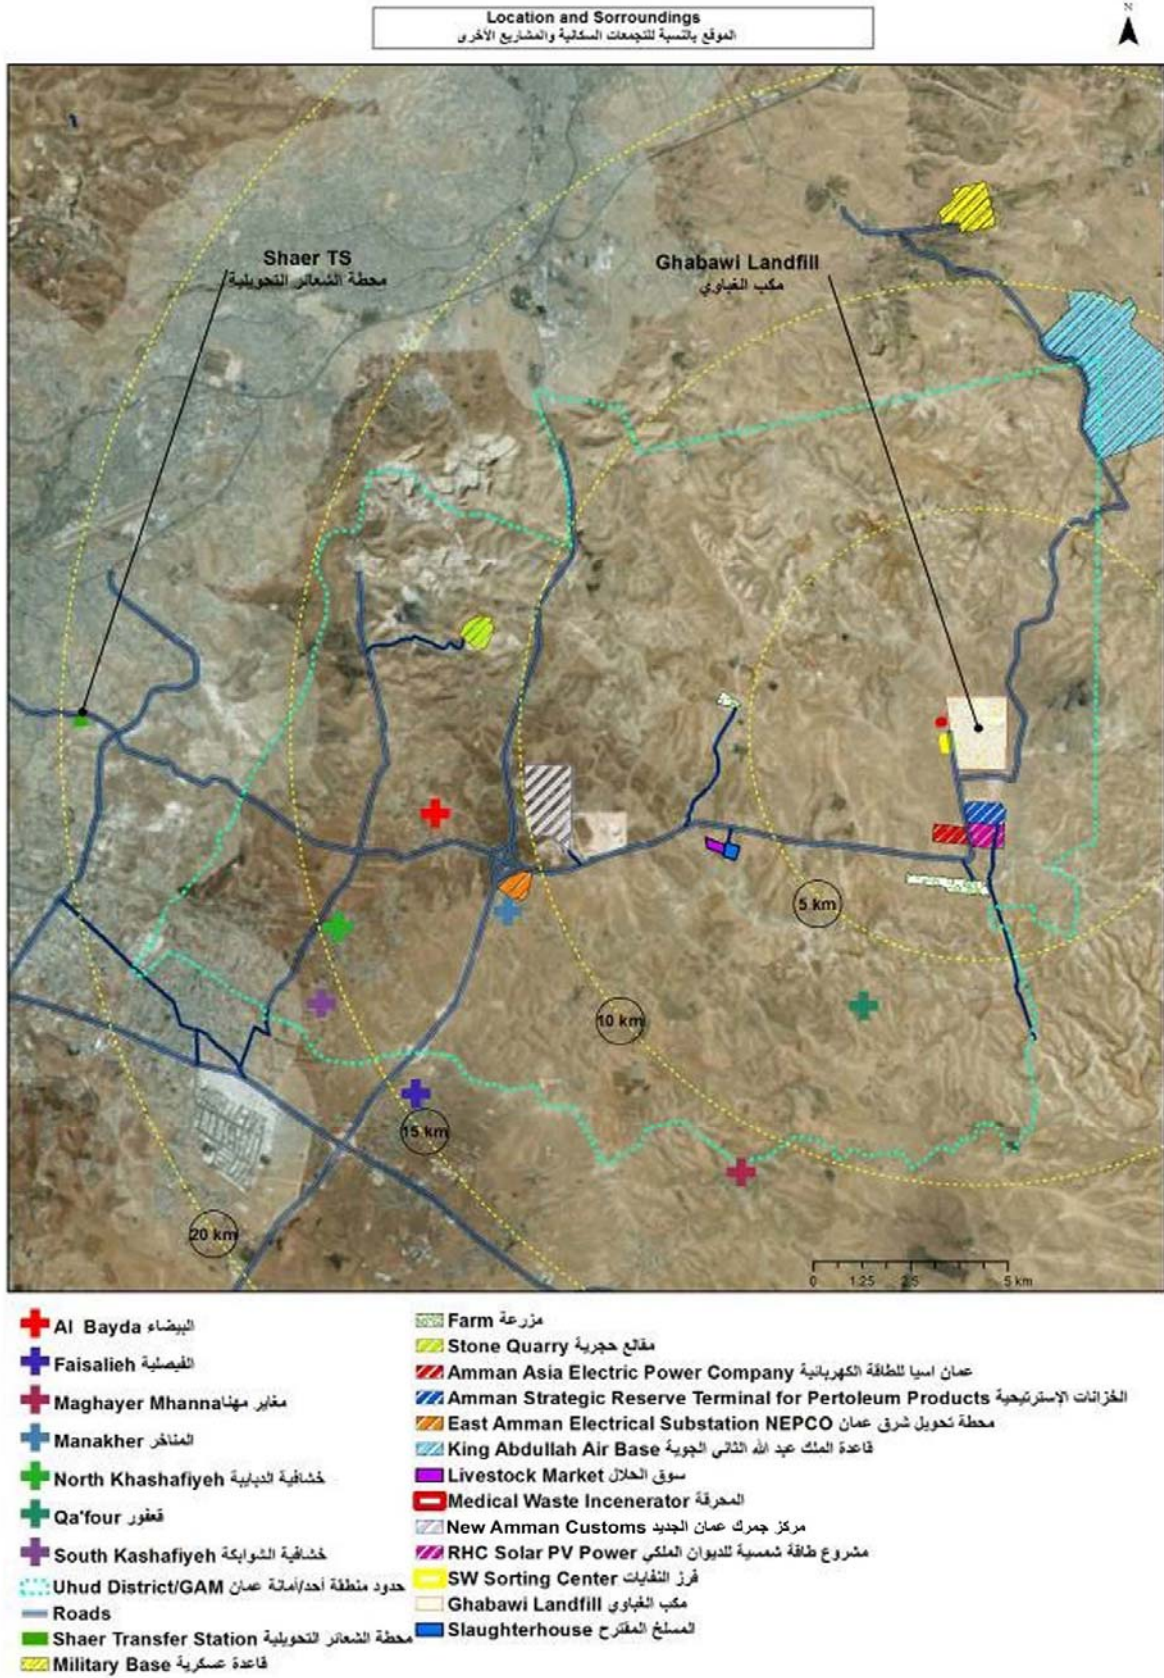 Location and Sorroundings
الموقع بالنسبة للتجمعات السكانية والمشاريع الأخرى
N
Shaer TS
محطة الشعائر التحويلية
Ghabawi Landfill
مكب الغباوي
5 km
10 km
15 km
20 km
0 1.25 2.5 5 km
Al Bayda البيضاء
Faisalieh الفيصلية
Maghayer Mhanna مغاير مهنا
Manakher المناخر
North Khashafiyeh خشافية الدبايبة
Qa'four قعفور
South Kashafiyeh خشافية الشوابكة
Uhud District/GAM حدود منطقة أحد/أمانة عمان
Roads
Shaer Transfer Station محطة الشعائر التحويلية
Military Base قاعدة عسكرية
Farm مزرعة
Stone Quarry مقالع حجرية
Amman Asia Electric Power Company عمان اسيا للطاقة الكهربائية
Amman Strategic Reserve Terminal for Pertoleum Products الخزانات الإسترتيجية
East Amman Electrical Substation NEPCO محطة تحويل شرق عمان
King Abdullah Air Base قاعدة الملك عبد الله الثاني الجوية
Livestock Market سوق الحلال
Medical Waste Incenerator المحرقة
New Amman Customs مركز جمرك عمان الجديد
RHC Solar PV Power مشروع طاقة شمسية للديوان الملكي
SW Sorting Center فرز النفايات
Ghabawi Landfill مكب الغباوي
Slaughterhouse المسلخ المقترح